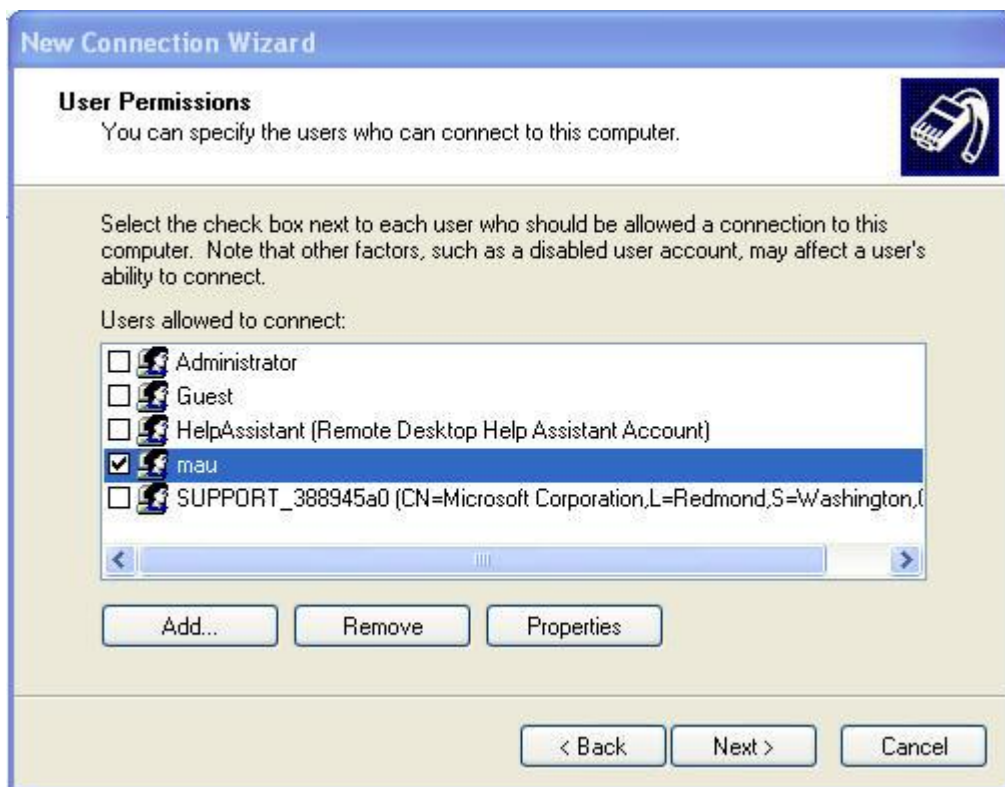 New Connection Wizard
User Permissions
You can specify the users who can connect to this computer.
Select the check box next to each user who should be allowed a connection to this
computer. Note that other factors, such as a disabled user account, may affect a user's
ability to connect.
Users allowed to connect:
Administrator
Guest
HelpAssistant (Remote Desktop Help Assistant Account)
mau
SUPPORT_388945a0 (CN=Microsoft Corporation,L=Redmond,S=Washington,
Add... Remove Properties
< Back Next > Cancel